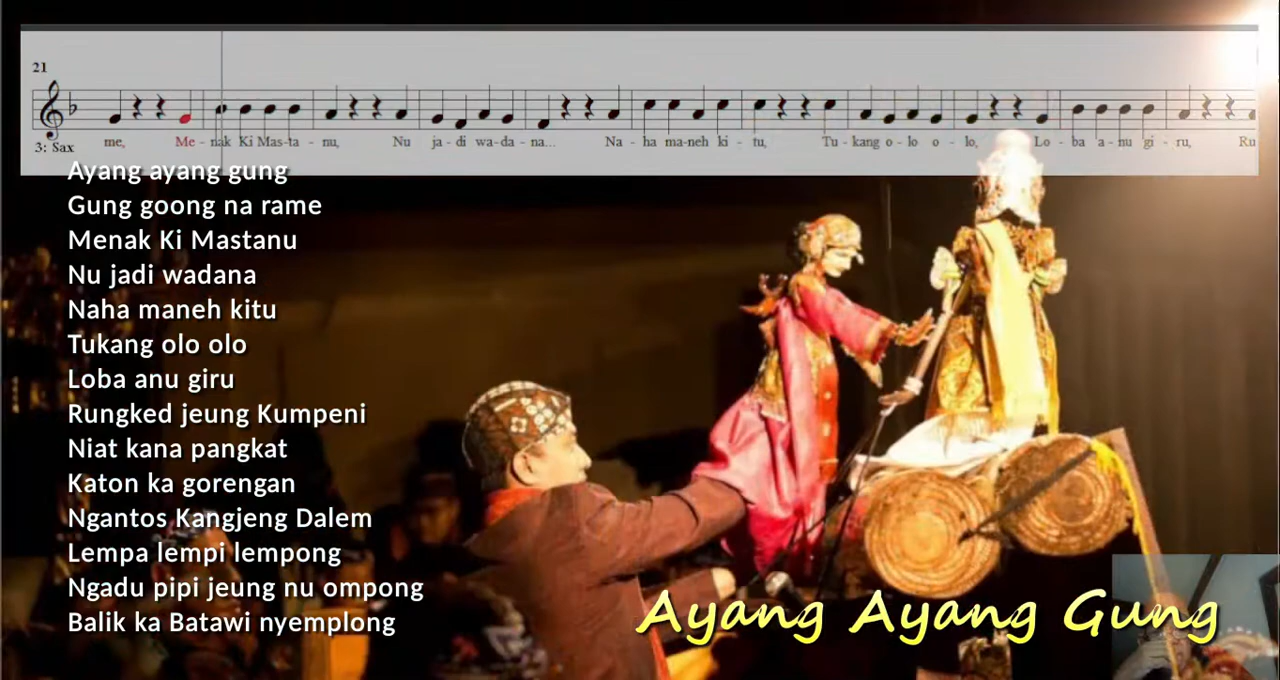 21
3: Sax
me, Me - nak Ki Mas-ta - nu, Nu ja - di wa-da - na... Na - ha ma-neh ki - tu, Tu - kang o - lo o - lo, Lo - ba a - nu gi - ru, Ru
Ayang ayang gung
Gung goong na rame
Menak Ki Mastanu
Nu jadi wadana
Naha maneh kitu
Tukang olo olo
Loba anu giru
Rungked jeung Kumpeni
Niat kana pangkat
Katon ka gorengan
Ngantos Kangjeng Dalem
Lempa lempi lempong
Ngadu pipi jeung nu ompong
Balik ka Batawi nyemplong
Ayang Ayang Gung